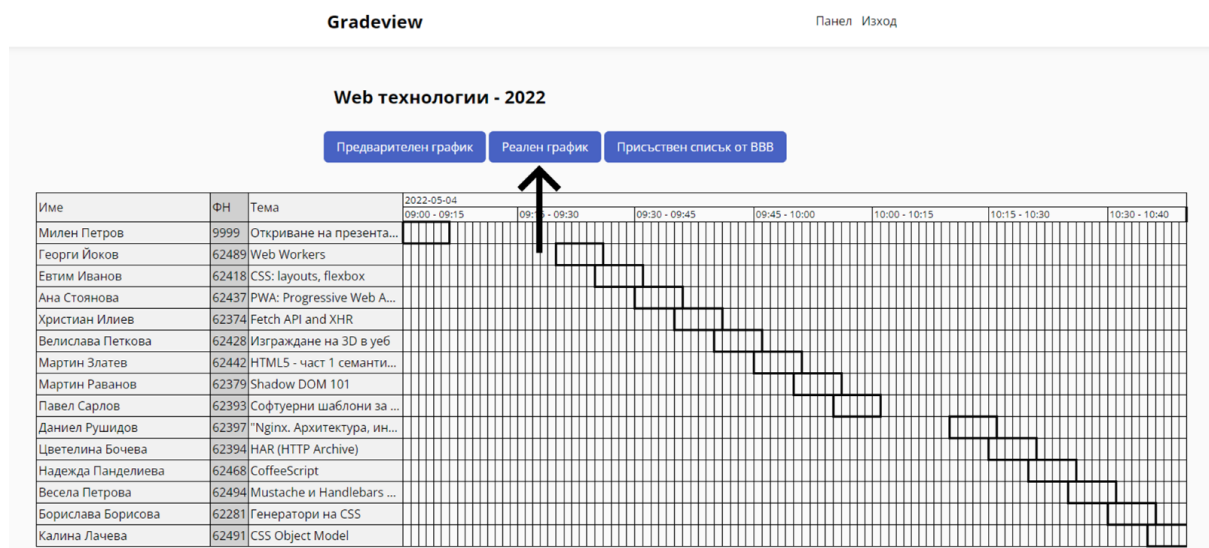 Gradeview
Панел Изход
Web технологии - 2022
Предварителен график Реален график Присъствен списък от BBB
Име ФН Тема 2022-05-04
09:00 - 09:15 09:15 - 09:30 09:30 - 09:45 09:45 - 10:00 10:00 - 10:15 10:15 - 10:30 10:30 - 10:40
Милен Петров 9999 Откриване на презента...
Георги Йоков 62489 Web Workers
Евтим Иванов 62418 CSS: layouts, flexbox
Ана Стоянова 62437 PWA: Progressive Web A...
Христиан Илиев 62374 Fetch API and XHR
Велислава Петкова 62428 Изграждане на 3D в уеб
Мартин Златев 62442 HTML5 - част 1 семанти...
Мартин Раванов 62379 Shadow DOM 101
Павел Сарлов 62393 Софтуерни шаблони за ...
Даниел Рушидов 62397 "Nginx. Архитектура, ин...
Цветелина Бочева 62394 HAR (HTTP Archive)
Надежда Панделиева 62468 CoffeeScript
Весела Петрова 62494 Mustache и Handlebars ...
Борислава Борисова 62281 Генератори на CSS
Калина Лачева 62491 CSS Object Model